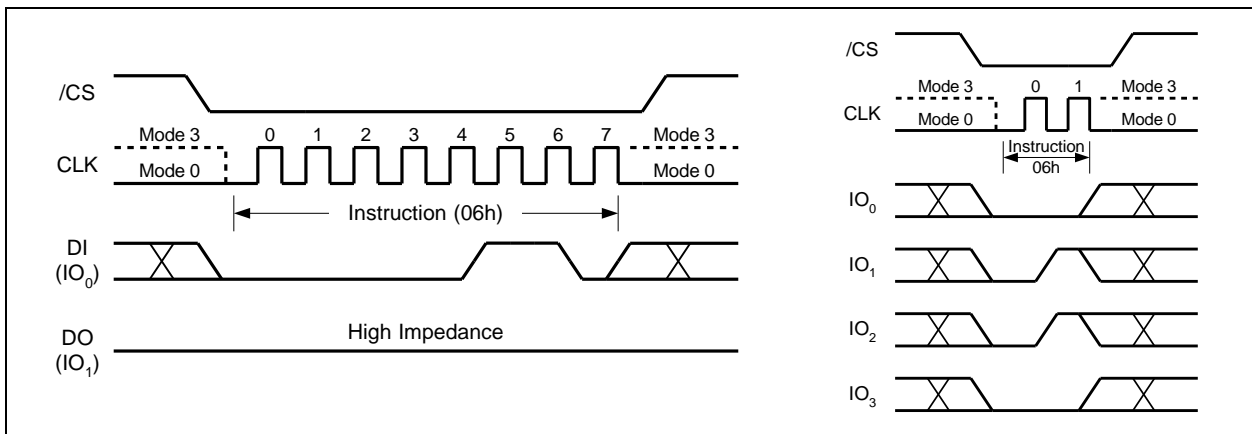 /CS
Mode 3 0 1 2 3 4 5 6 7 Mode 3
CLK
Mode 0 Mode 0
Instruction (06h)
DI
(IO0)
High Impedance
DO
(IO1)
/CS
Mode 3 0 1 Mode 3
CLK
Mode 0 Mode 0
Instruction
06h
IO0
IO1
IO2
IO3